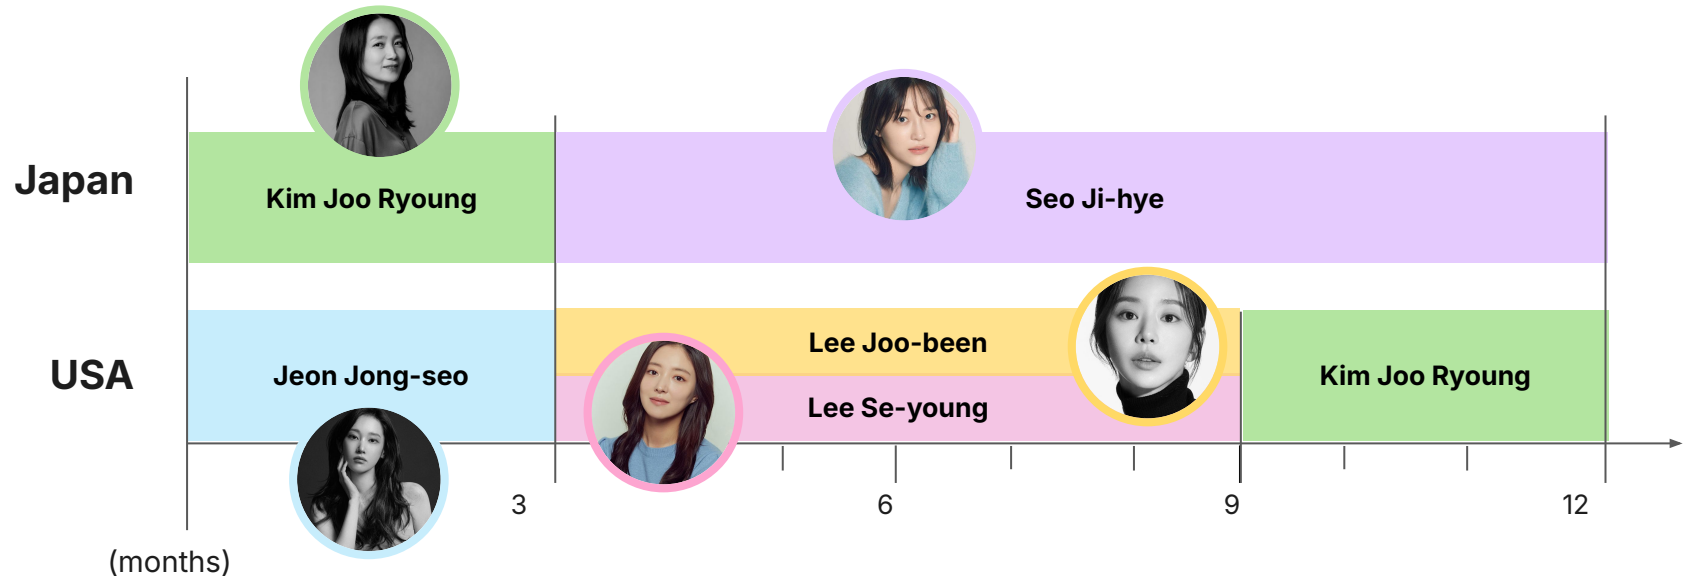 Japan
Kim Joo Ryoung
Seo Ji-hye
USA
Jeon Jong-seo
Lee Joo-been
Lee Se-young
Kim Joo Ryoung
3
6
9
12
(months)